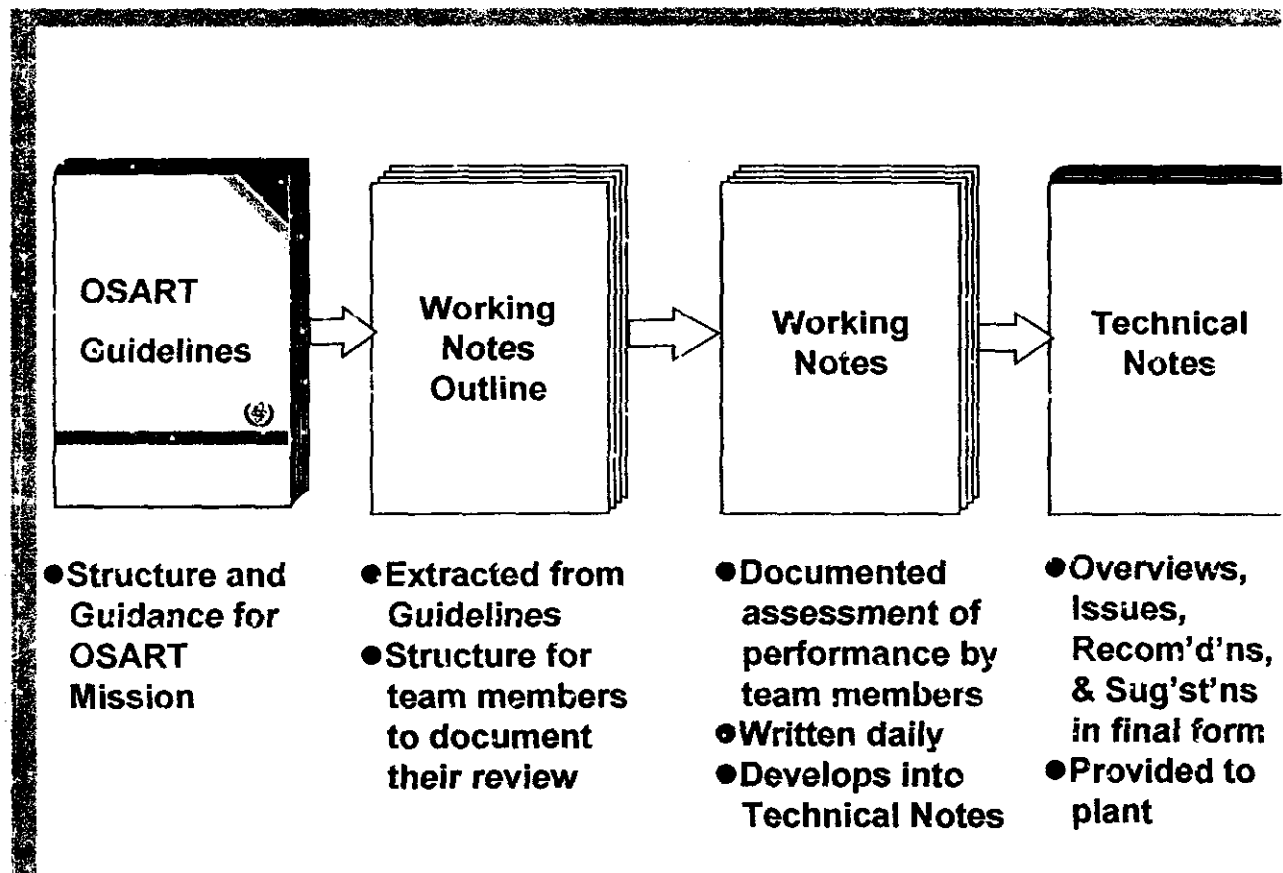 OSART
Guidelines
Working
Notes
Outline
Working
Notes
Technical
Notes
●Structure and
Guidance for
OSART
Mission
●Extracted from
Guidelines
●Structure for
team members
to document
their review
●Documented
assessment of
performance by
team members
●Written daily
●Develops into
Technical Notes
●Overviews,
Issues,
Recom'd'ns,
& Sug'st'ns
in final form
●Provided to
plant